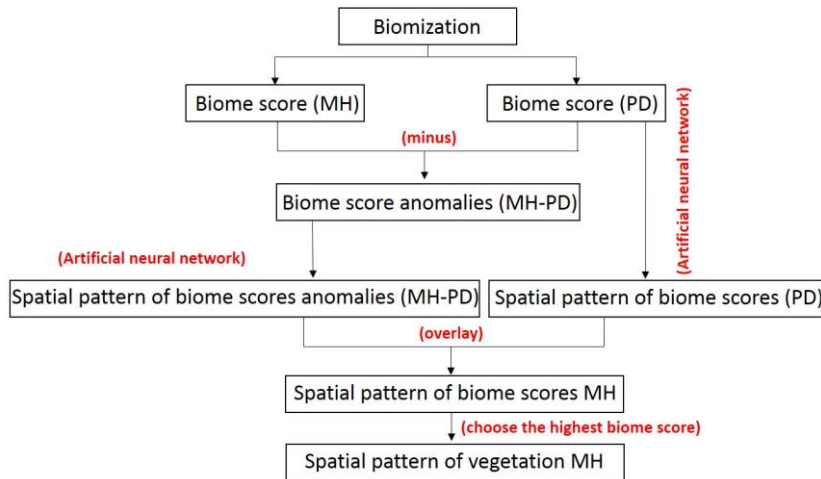 Biomization
Biome score (MH)
Biome score (PD)
(minus)
(Artificial neural network)
Biome score anomalies (MH-PD)
(Artificial neural network)
Spatial pattern of biome scores anomalies (MH-PD)
Spatial pattern of biome scores (PD)
(overlay)
Spatial pattern of biome scores MH
(choose the highest biome score)
Spatial pattern of vegetation MH